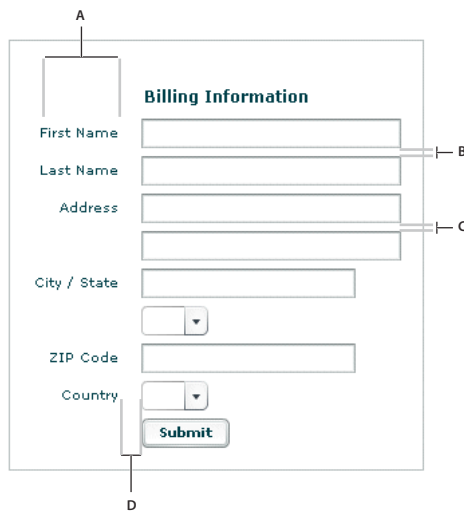 A
Billing Information
First Name
B
Last Name
Address
C
City / State
ZIP Code
Country
Submit
D